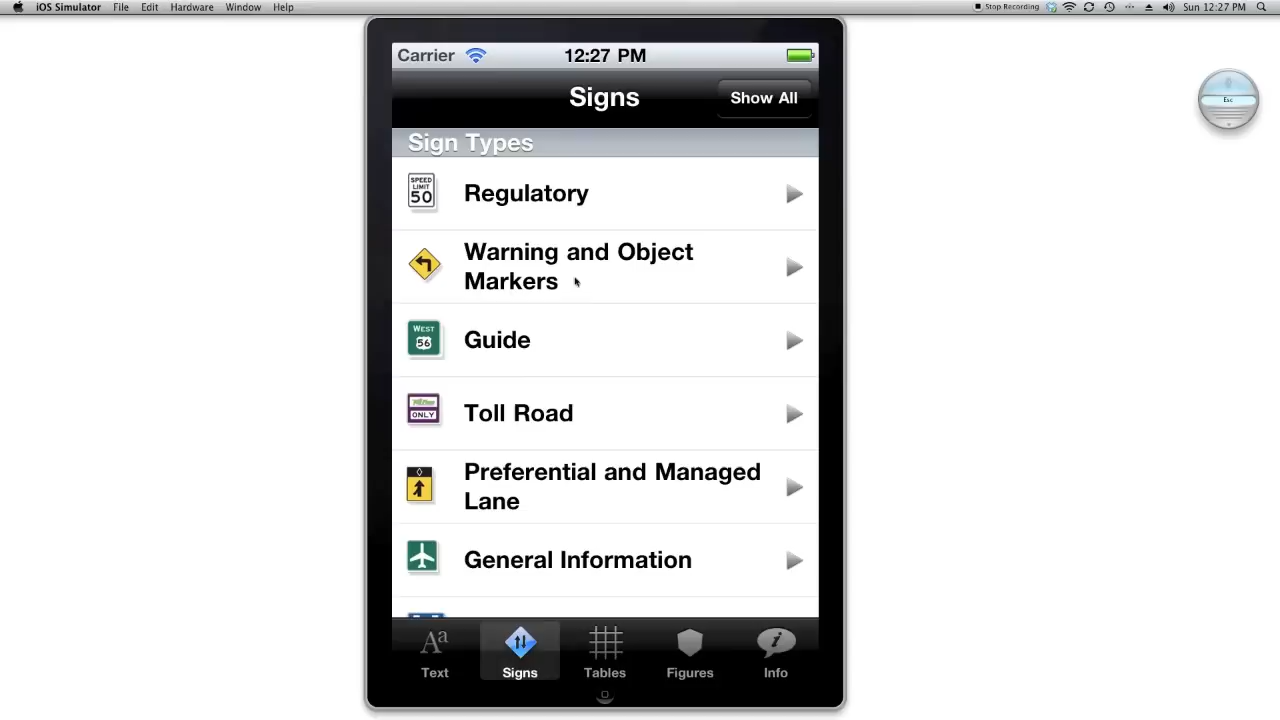 iOS Simulator File Edit Hardware Window Help
Stop Recording Sun 12:27 PM
Esc
Carrier 12:27 PM
Signs Show All
Sign Types
SPEED
LIMIT
50
Regulatory
Warning and Object
Markers
WEST
56
Guide
ONLY
Toll Road
Preferential and Managed
Lane
General Information
Aa
Text Signs Tables Figures Info